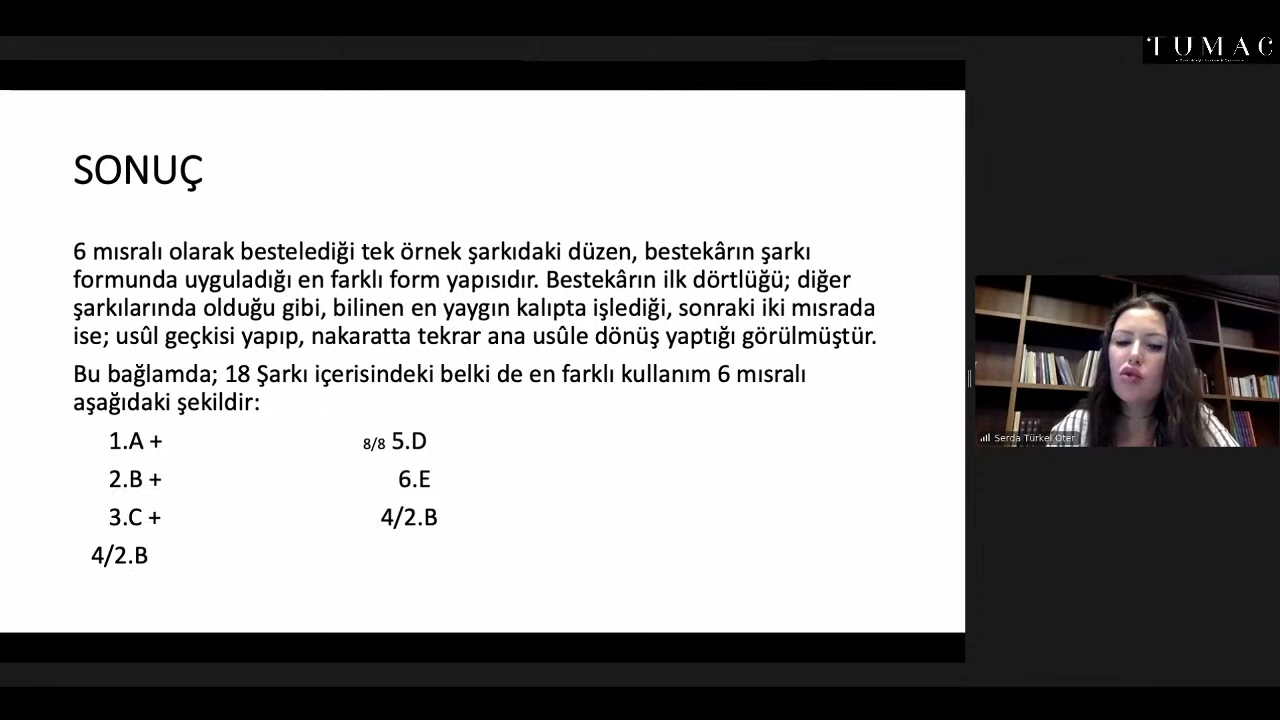 TUMAC
SONUÇ
6 mısralı olarak bestelediği tek örnek şarkıdaki düzen, bestekârın şarkı
formunda uyguladığı en farklı form yapısıdır. Bestekârın ilk dörtlüğü; diğer
şarkılarında olduğu gibi, bilinen en yaygın kalıpta işlediği, sonraki iki mısrada
ise; usûl geçkisi yapıp, nakaratta tekrar ana usûle dönüş yaptığı görülmüştür.
Bu bağlamda; 18 Şarkı içerisindeki belki de en farklı kullanım 6 mısralı
aşağıdaki şekildir:
1.A +
2.B +
3.C +
4/2.B
8/8 5.D
6.E
4/2.B
Serda Türkel Oter